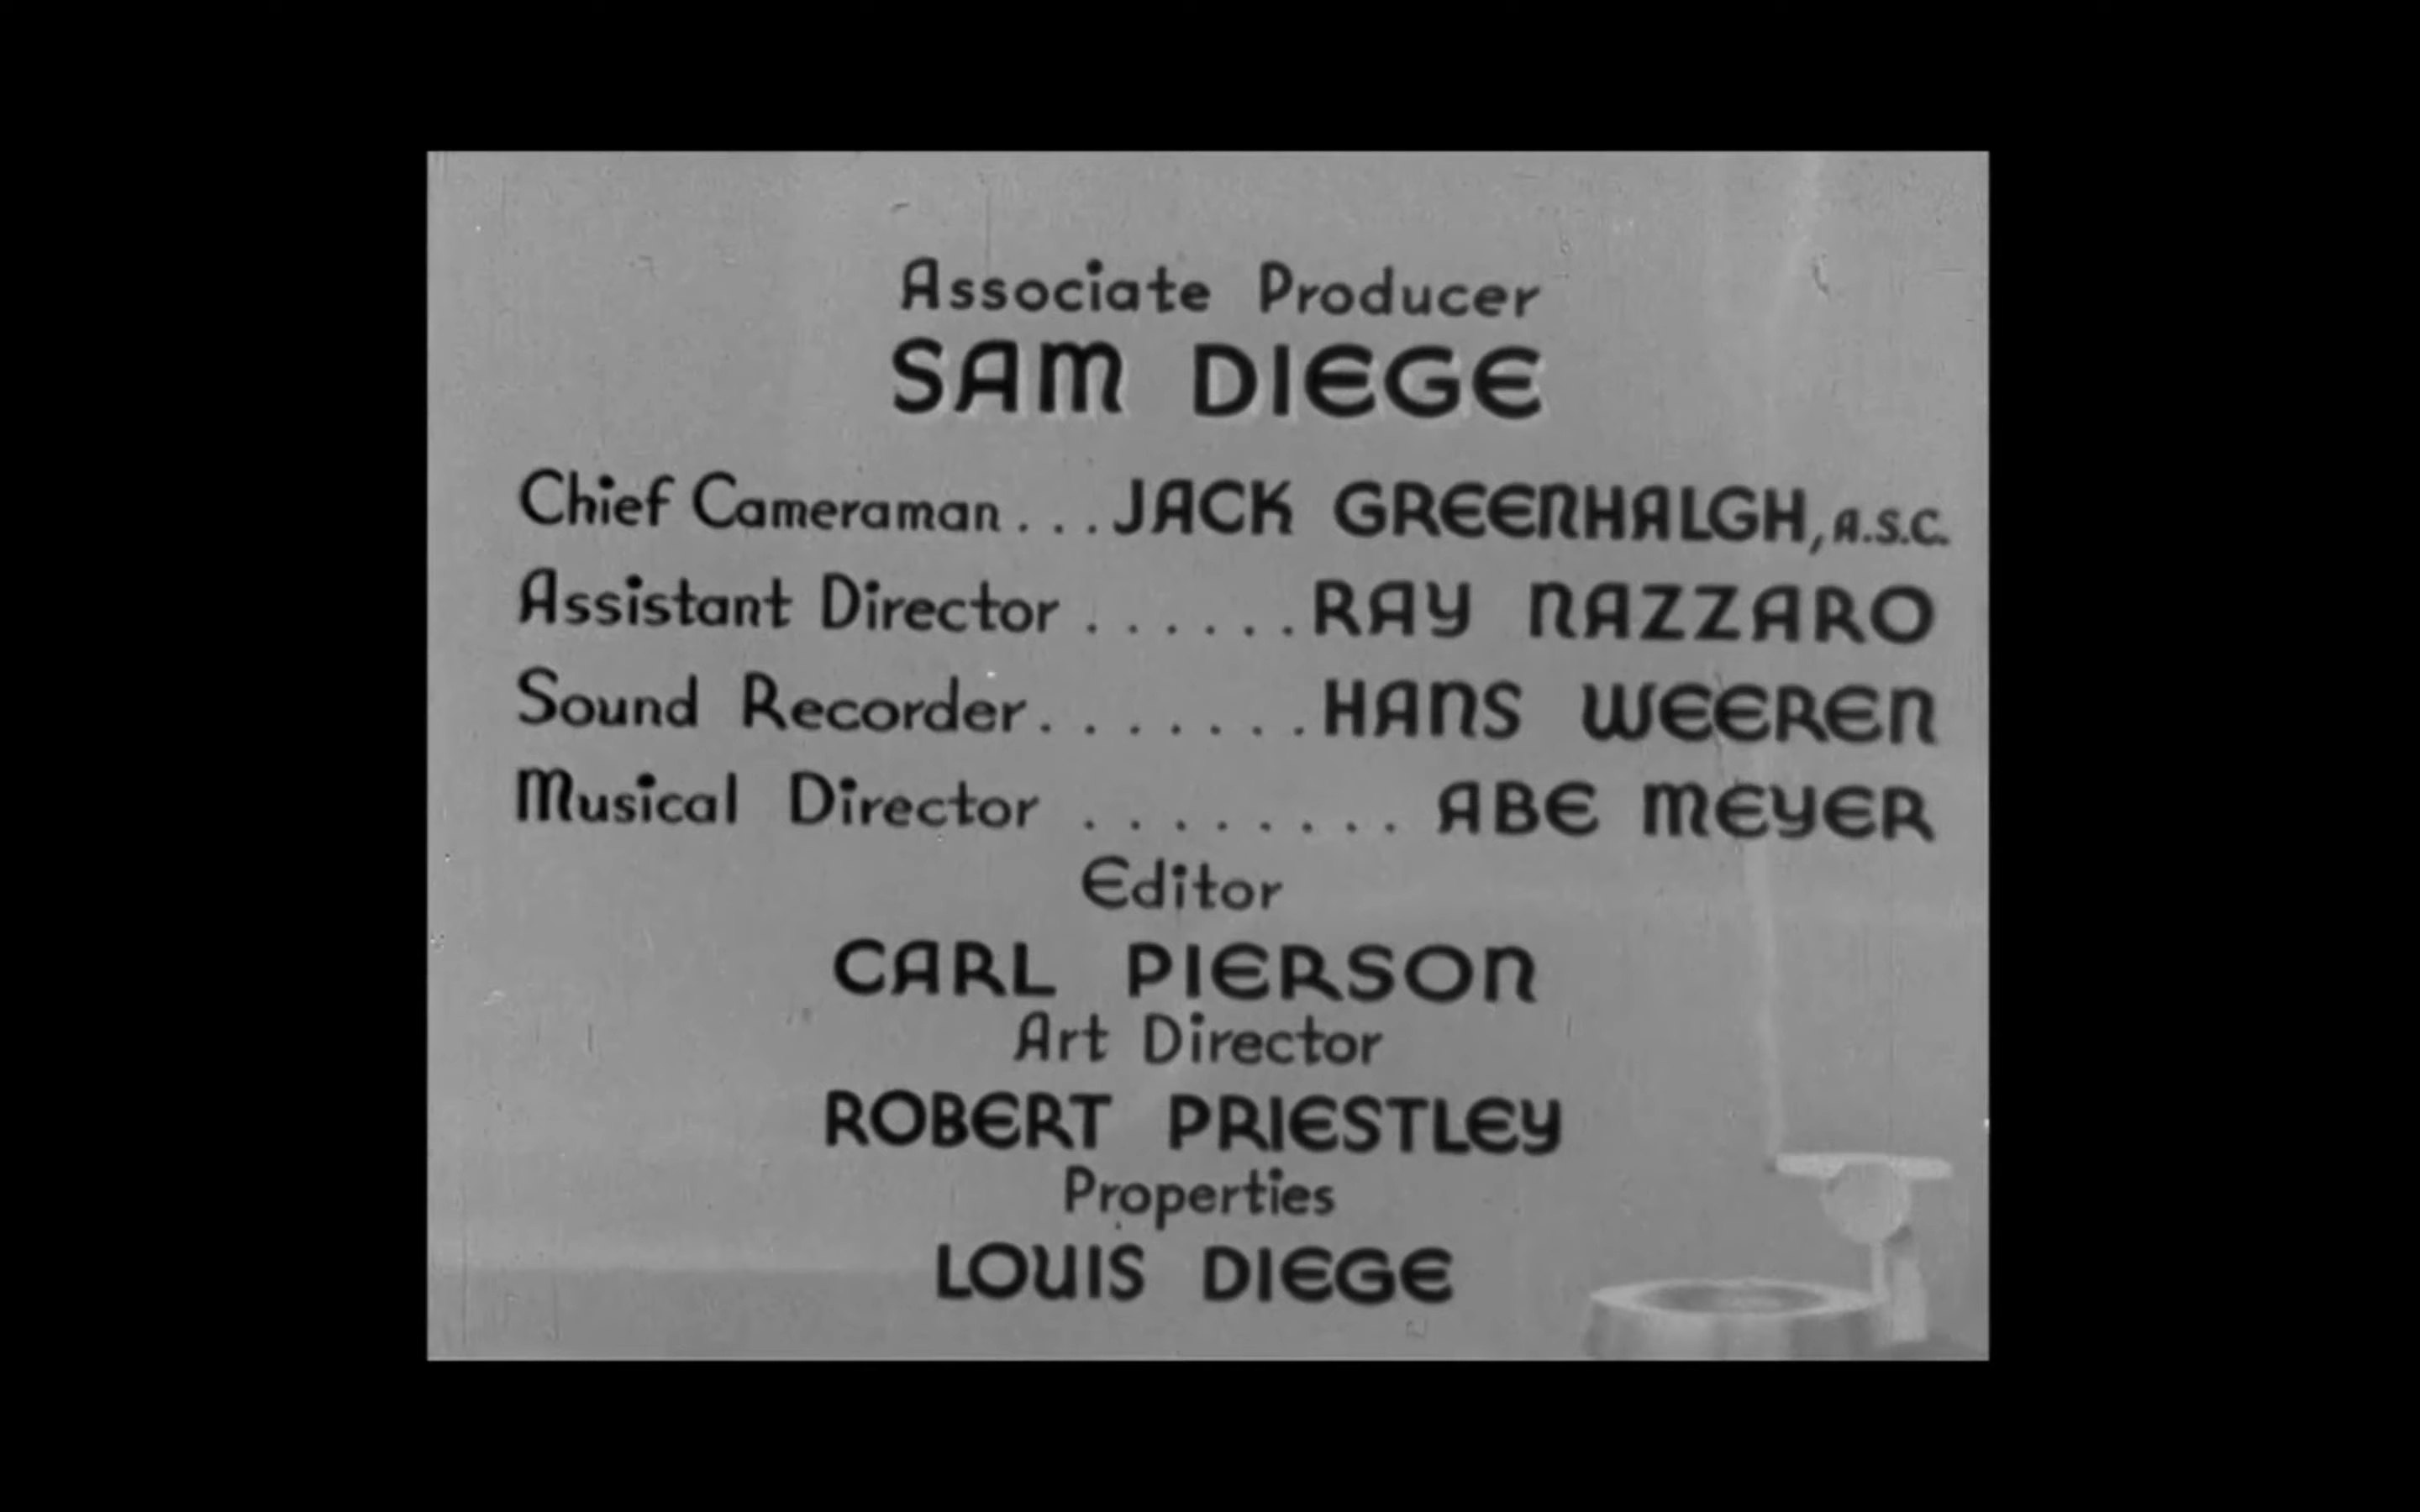 Associate Producer
SAM DIEGE
Chief Cameraman...JACK GREENHALGH, A.S.C.
Assistant Director......RAY NAZZARO
Sound Recorder.......HANS WEEREN
Musical Director ........ ABE MEYER
Editor
CARL PIERSON
Art Director
ROBERT PRIESTLEY
Properties
LOUIS DIEGE